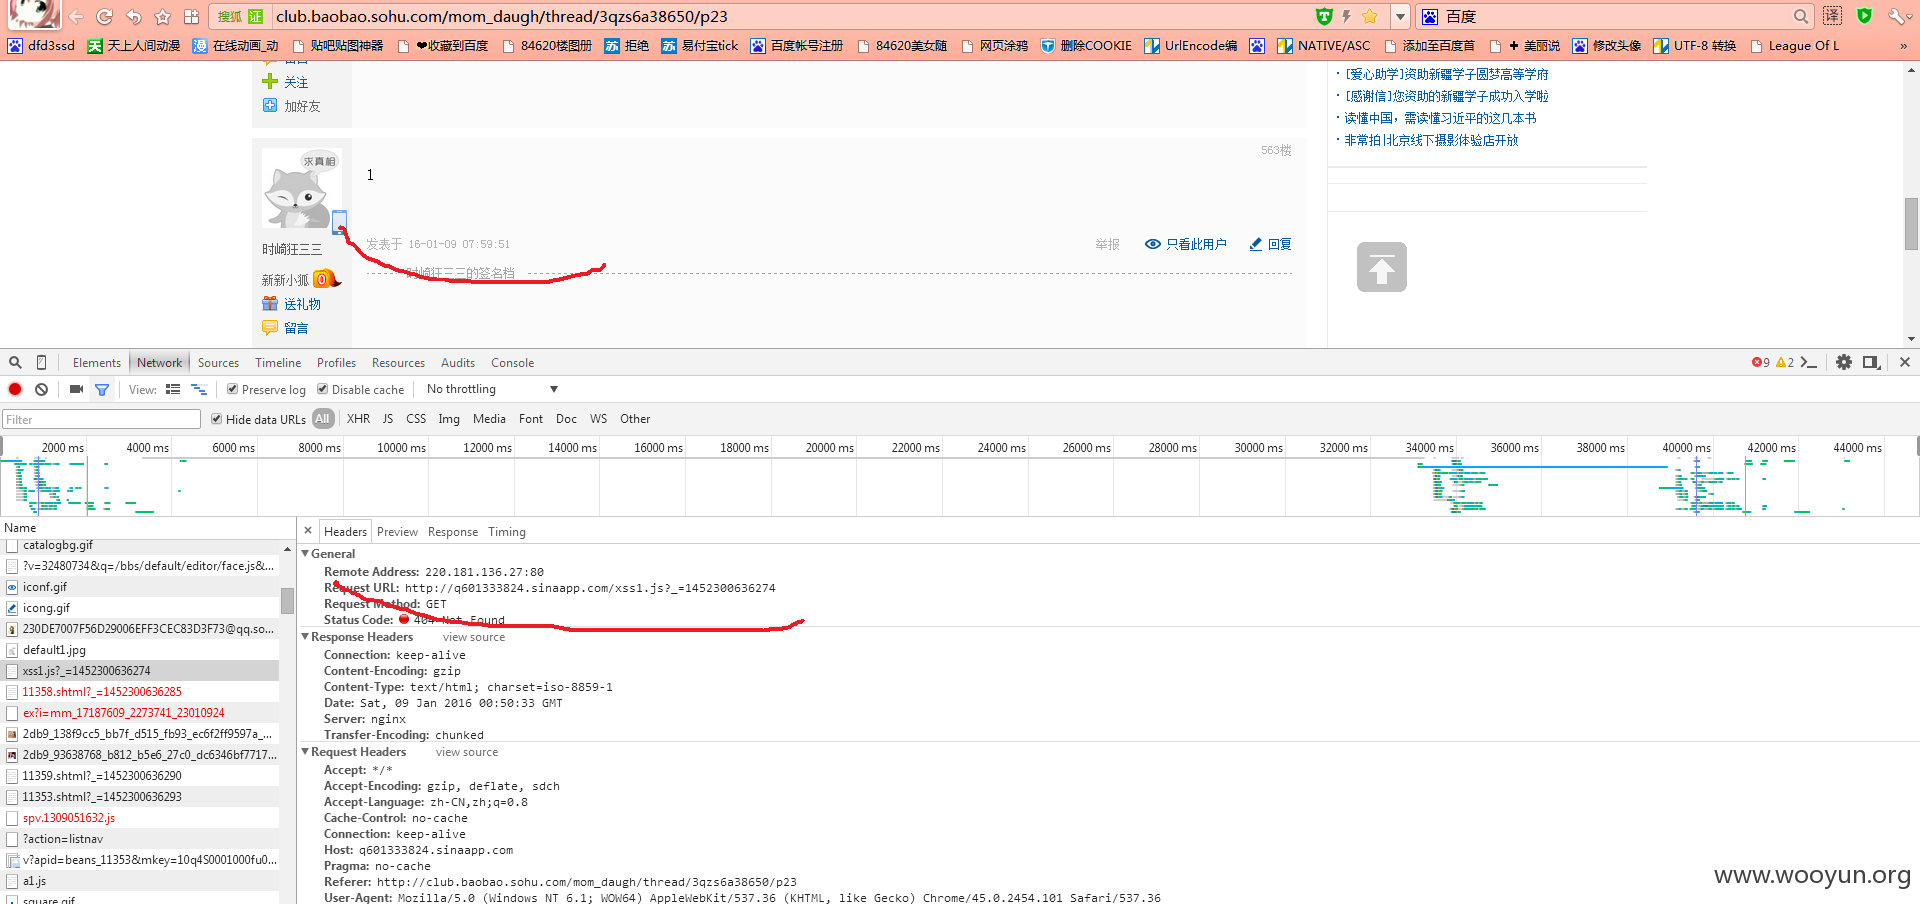 搜狐 证 club.baobao.sohu.com/mom_daugh/thread/3qzs6a38650/p23 百度 译
dfd3ssd 天上人间动漫 在线动画_动 贴吧贴图神器 ❤收藏到百度 84620楼图册 拒绝 易付宝tick 百度帐号注册 84620美女随 网页涂鸦 删除COOKIE UrlEncode编 NATIVE/ASC 添加至百度首 美丽说 修改头像 UTF-8 转换 League Of L »
关注
加好友
· [爱心助学]资助新疆学子圆梦高等学府
· [感谢信]您资助的新疆学子成功入学啦
· 读懂中国，需读懂习近平的这几本书
· 非常拍|北京线下摄影体验店开放
求真相
563楼
1
时崎狂三三
发表于 16-01-09 07:59:51
举报 只看此用户 回复
时崎狂三三的签名档
新新小狐 0
送礼物
留言
Elements Network Sources Timeline Profiles Resources Audits Console 9 2
View: Preserve log Disable cache No throttling
Filter Hide data URLs All XHR JS CSS Img Media Font Doc WS Other
2000 ms 4000 ms 6000 ms 8000 ms 10000 ms 12000 ms 14000 ms 16000 ms 18000 ms 20000 ms 22000 ms 24000 ms 26000 ms 28000 ms 30000 ms 32000 ms 34000 ms 36000 ms 38000 ms 40000 ms 42000 ms 44000 ms
Name
catalogbg.gif
?v=32480734&q=/bbs/default/editor/face.js&...
iconf.gif
icong.gif
230DE7007F56D29006EFF3CEC83D3F73@qq.so...
default1.jpg
xss1.js?_=1452300636274
11358.shtml?_=1452300636285
ex?i=mm_17187609_2273741_23010924
2db9_138f9cc5_bb7f_d515_fb93_ec6f2ff9597a_...
2db9_93638768_b812_b5e6_27c0_dc6346bf7717...
11359.shtml?_=1452300636290
11353.shtml?_=1452300636293
spv.1309051632.js
?action=listnav
v?apid=beans_11353&mkey=10q4S0001000fu0...
a1.js
square.gif
Headers Preview Response Timing
General
Remote Address: 220.181.136.27:80
Request URL: http://q601333824.sinaapp.com/xss1.js?_=1452300636274
Request Method: GET
Status Code: 404 Not Found
Response Headers view source
Connection: keep-alive
Content-Encoding: gzip
Content-Type: text/html; charset=iso-8859-1
Date: Sat, 09 Jan 2016 00:50:33 GMT
Server: nginx
Transfer-Encoding: chunked
Request Headers view source
Accept: */*
Accept-Encoding: gzip, deflate, sdch
Accept-Language: zh-CN,zh;q=0.8
Cache-Control: no-cache
Connection: keep-alive
Host: q601333824.sinaapp.com
Pragma: no-cache
Referer: http://club.baobao.sohu.com/mom_daugh/thread/3qzs6a38650/p23
User-Agent: Mozilla/5.0 (Windows NT 6.1; WOW64) AppleWebKit/537.36 (KHTML, like Gecko) Chrome/45.0.2454.101 Safari/537.36
www.wooyun.org